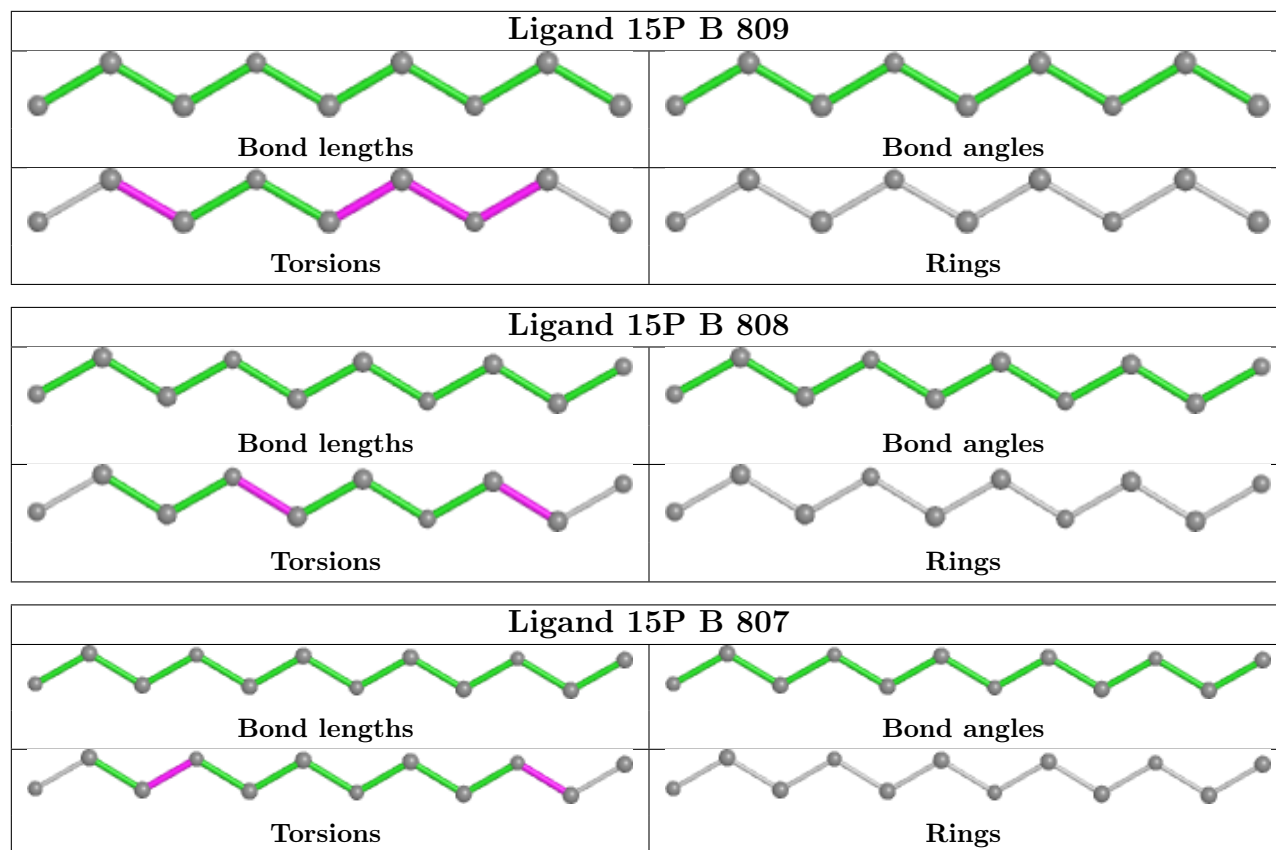 Ligand 15P B 809
Bond lengths
Bond angles
Torsions
Rings
Ligand 15P B 808
Bond lengths
Bond angles
Torsions
Rings
Ligand 15P B 807
Bond lengths
Bond angles
Torsions
Rings